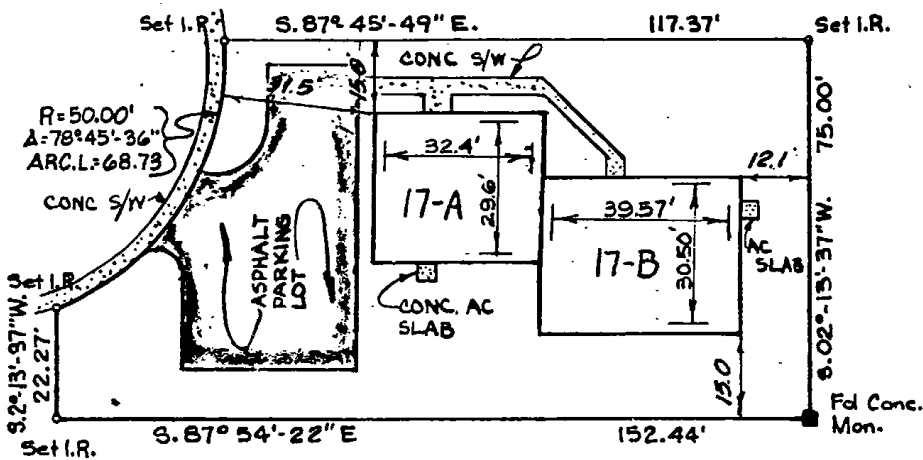 Set I.R. S. 87° 45'-49" E. 117.37' Set I.R.
CONC S/W
15.0
R=50.00'
Δ=78°45'-36"
ARC.L.=68.73
CONC S/W
75.00'
S.02°-13'-37"W.
32.4'
29.6'
17-A
12.1
39.57'
30.50'
17-B
AC
SLAB
ASPHALT
PARKING
LOT
CONC. AC
SLAB
15.0
Set I.R.
S.2°-13'-37"W.
22.27'
Set I.R.
S. 87° 54'-22" E 152.44'
Fd Conc.
Mon.